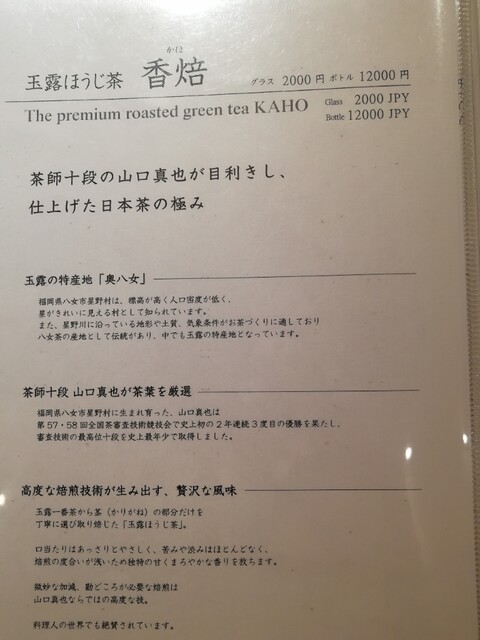 かほ
玉露ほうじ茶 香焙 グラス 2000円 ボトル 12000円
The premium roasted green tea KAHO Glass 2000 JPY
Bottle 12000 JPY
茶師十段の山口真也が目利きし、
仕上げた日本茶の極み
玉露の特産地「奥八女」
福岡県八女市星野村は、標高が高く人口密度が低く、
星がきれいに見える村として知られています。
また、星野川に沿っている地形や土質、気象条件がお茶づくりに適しており
八女茶の産地として伝統があり、中でも玉露の特産地となっています。
茶師十段 山口真也が茶葉を厳選
福岡県八女市星野村に生まれ育った、山口真也は
第57・58回全国茶審査技術競技会で史上初の2年連続3度目の優勝を果たし、
審査技術の最高位十段を史上最年少で取得しました。
高度な焙煎技術が生み出す、贅沢な風味
玉露一番茶から茎（かりがね）の部分だけを
丁寧に選び取り焙じた「玉露ほうじ茶」。
口当たりはあっさりとやさしく、苦みや渋みはほとんどなく、
焙煎の度合いが浅いため独特の甘くまろやかな香りを放ちます。
微妙な加減、勘どころが必要な焙煎は
山口真也ならではの高度な技。
料理人の世界でも絶賛されています。